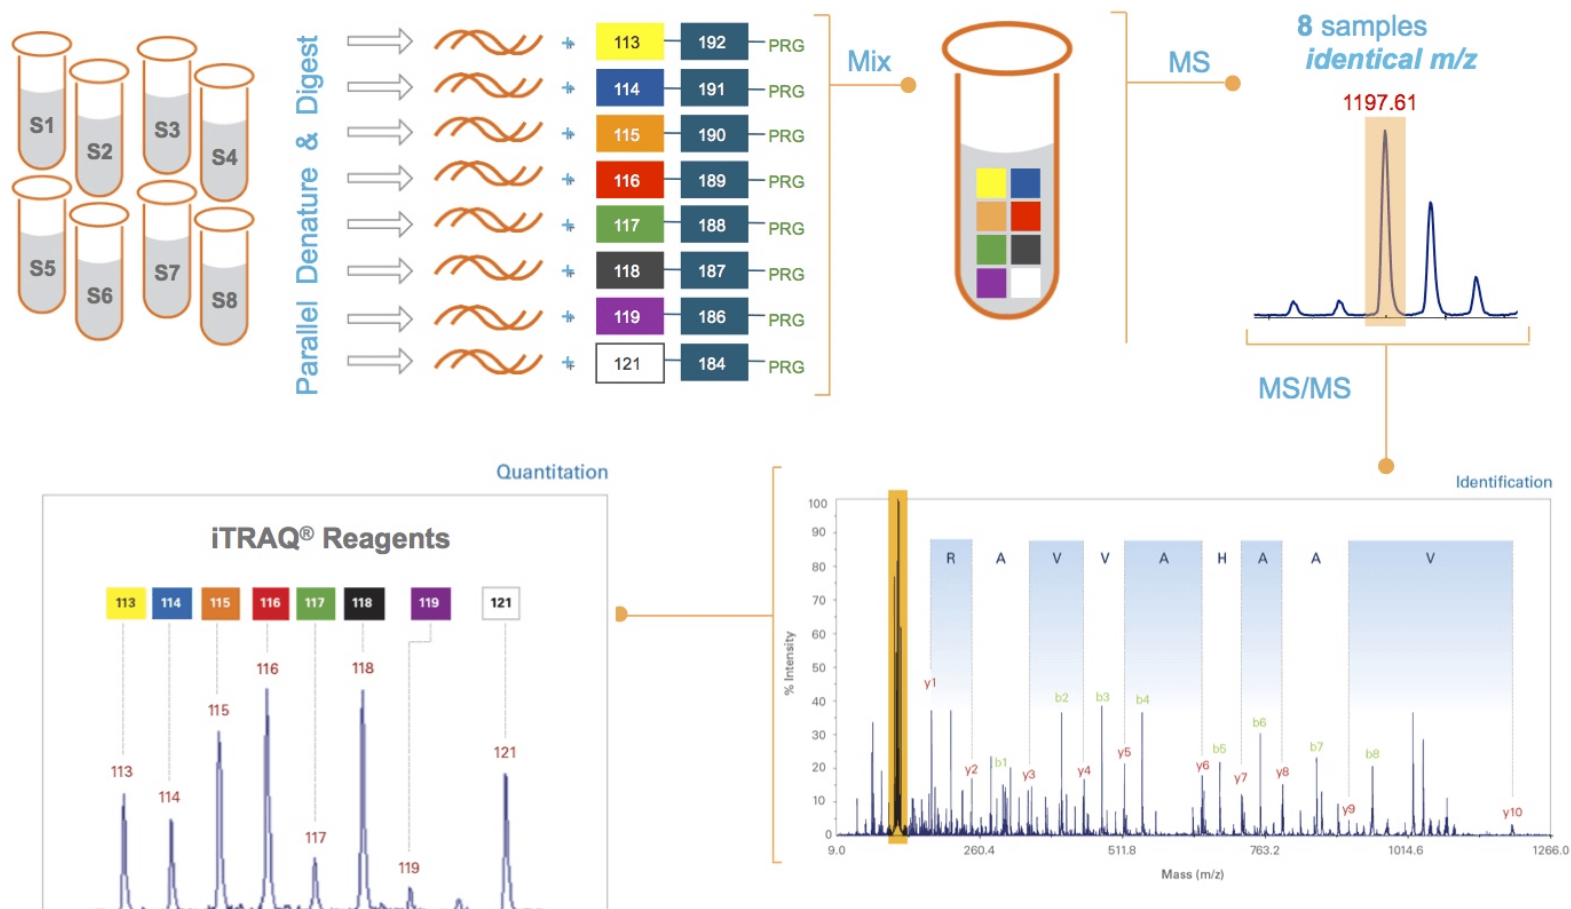 S1
S2
S3
S4
S5
S6
S7
S8
Parallel Denature & Digest
+ 113 192 PRG
+ 114 191 PRG
+ 115 190 PRG
+ 116 189 PRG
+ 117 188 PRG
+ 118 187 PRG
+ 119 186 PRG
+ 121 184 PRG
Mix
MS
8 samples
identical m/z
1197.61
MS/MS
Quantitation
iTRAQ® Reagents
113 114 115 116 117 118 119 121
116
118
115
121
113
114
117
119
Identification
% Intensity
100
90
80
70
60
50
40
30
20
10
0
R A V V A H A A V
y1
b2
b3
b4
b6
y2
b1
y3
y4
y5
y6
b5
y7
y8
b7
y9
b8
y10
9.0 260.4 511.8 763.2 1014.6 1266.0
Mass (m/z)